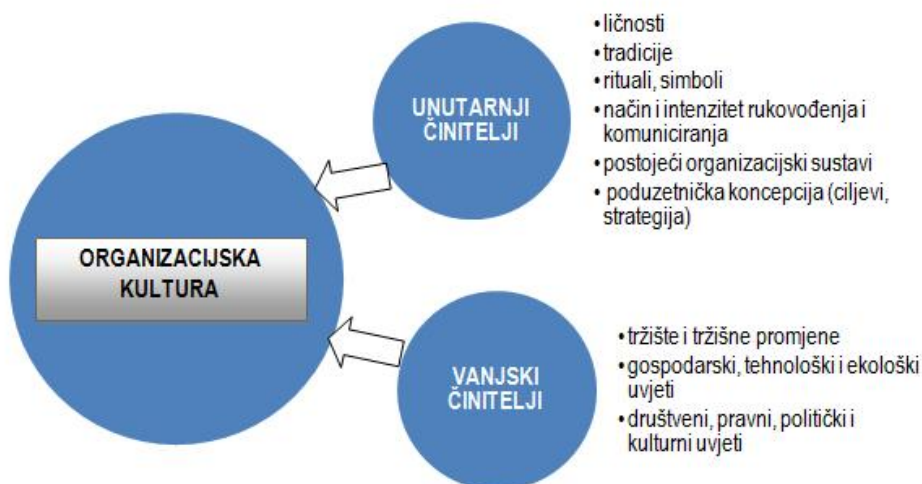 ORGANIZACIJSKA
KULTURA
UNUTARNJI
ČINITELJI
•ličnosti
•tradicije
•rituali, simboli
•način i intenzitet rukovođenja i
komuniciranja
•postojeći organizacijski sustavi
• poduzetnička koncepcija (ciljevi,
strategija)
VANJSKI
ČINITELJI
•tržište i tržišne promjene
•gospodarski, tehnološki i ekološki
uvjeti
•društveni, pravni, politički i
kulturni uvjeti